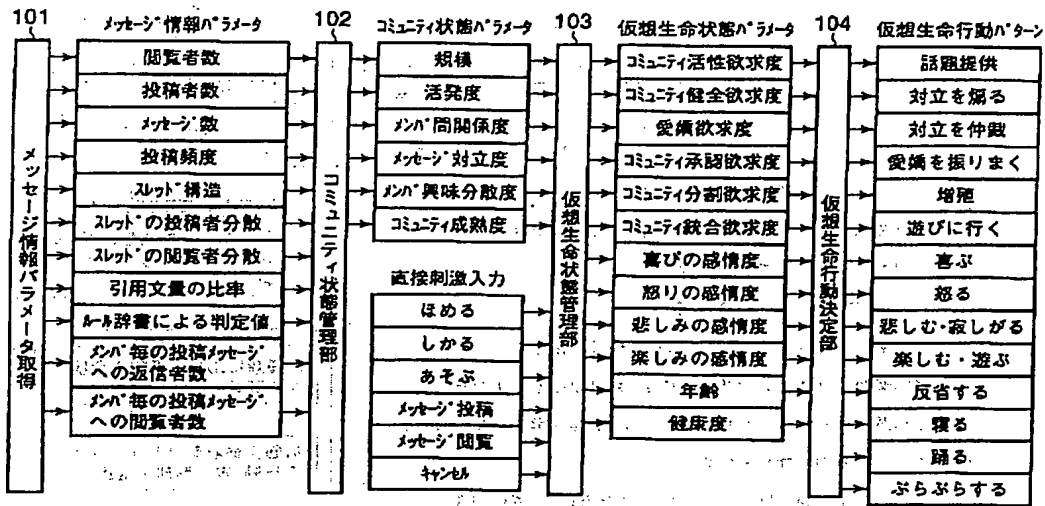 101
メッセージ情報パラメータ
102
コミュニティ状態パラメータ
103
仮想生命状態パラメータ
104
仮想生命行動パターン
メッセージ情報パラメータ取得
閲覧者数
投稿者数
メッセージ数
投稿頻度
スレッド構造
スレッドの投稿者分散
スレッドの閲覧者分散
引用文量の比率
ルール辞書による判定値
メンバ毎の投稿メッセージ
への返信者数
メンバ毎の投稿メッセージ
への閲覧者数
コミュニティ状態管理部
規模
活発度
メンバ間関係度
メッセージ対立度
メンバ興味分散度
コミュニティ成熟度
直接刺激入力
ほめる
しかる
あそぶ
メッセージ投稿
メッセージ閲覧
キャンセル
仮想生命状態管理部
コミュニティ活性欲求度
コミュニティ健全欲求度
愛嬌欲求度
コミュニティ承認欲求度
コミュニティ分割欲求度
コミュニティ統合欲求度
喜びの感情度
怒りの感情度
悲しみの感情度
楽しみの感情度
年齢
健康度
仮想生命行動決定部
話題提供
対立を煽る
対立を仲裁
愛嬌を振りまく
増殖
遊びに行く
喜ぶ
怒る
悲しむ・寂しがる
楽しむ・遊ぶ
反省する
寝る
踊る
ぶらぶらする